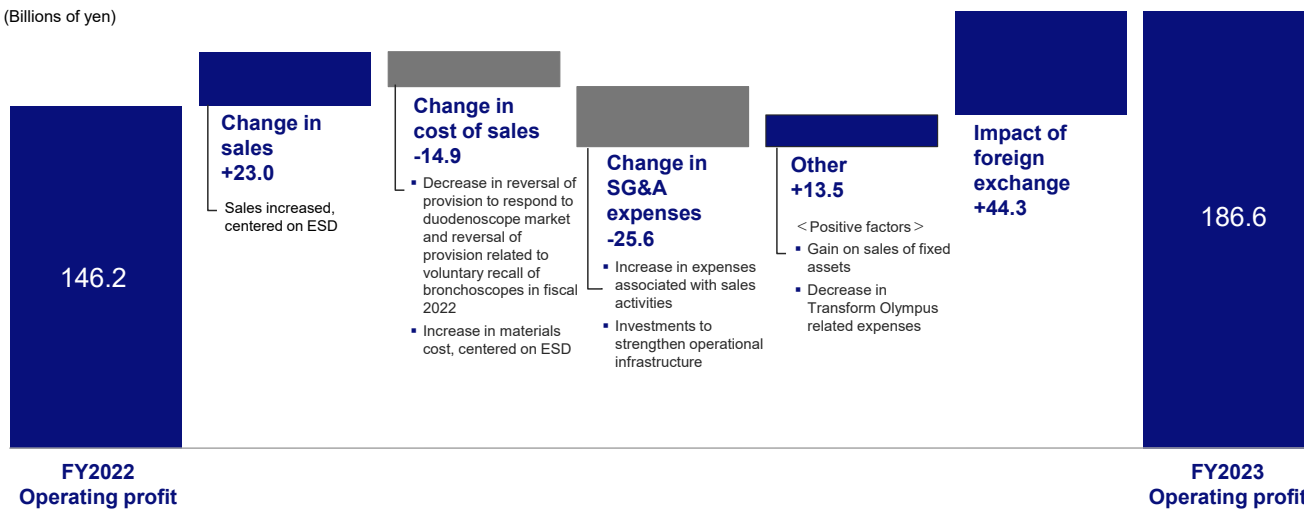 (Billions of yen)
146.2
FY2022
Operating profit
Change in
sales
+23.0
Sales increased,
centered on ESD
Change in
cost of sales
-14.9
▪ Decrease in reversal of
provision to respond to
duodenoscope market
and reversal of
provision related to
voluntary recall of
bronchoscopes in fiscal
2022
▪ Increase in materials
cost, centered on ESD
Change in
SG&A
expenses
-25.6
▪ Increase in expenses
associated with sales
activities
▪ Investments to
strengthen operational
infrastructure
Other
+13.5
＜Positive factors＞
▪ Gain on sales of fixed
assets
▪ Decrease in
Transform Olympus
related expenses
Impact of
foreign
exchange
+44.3
186.6
FY2023
Operating profit